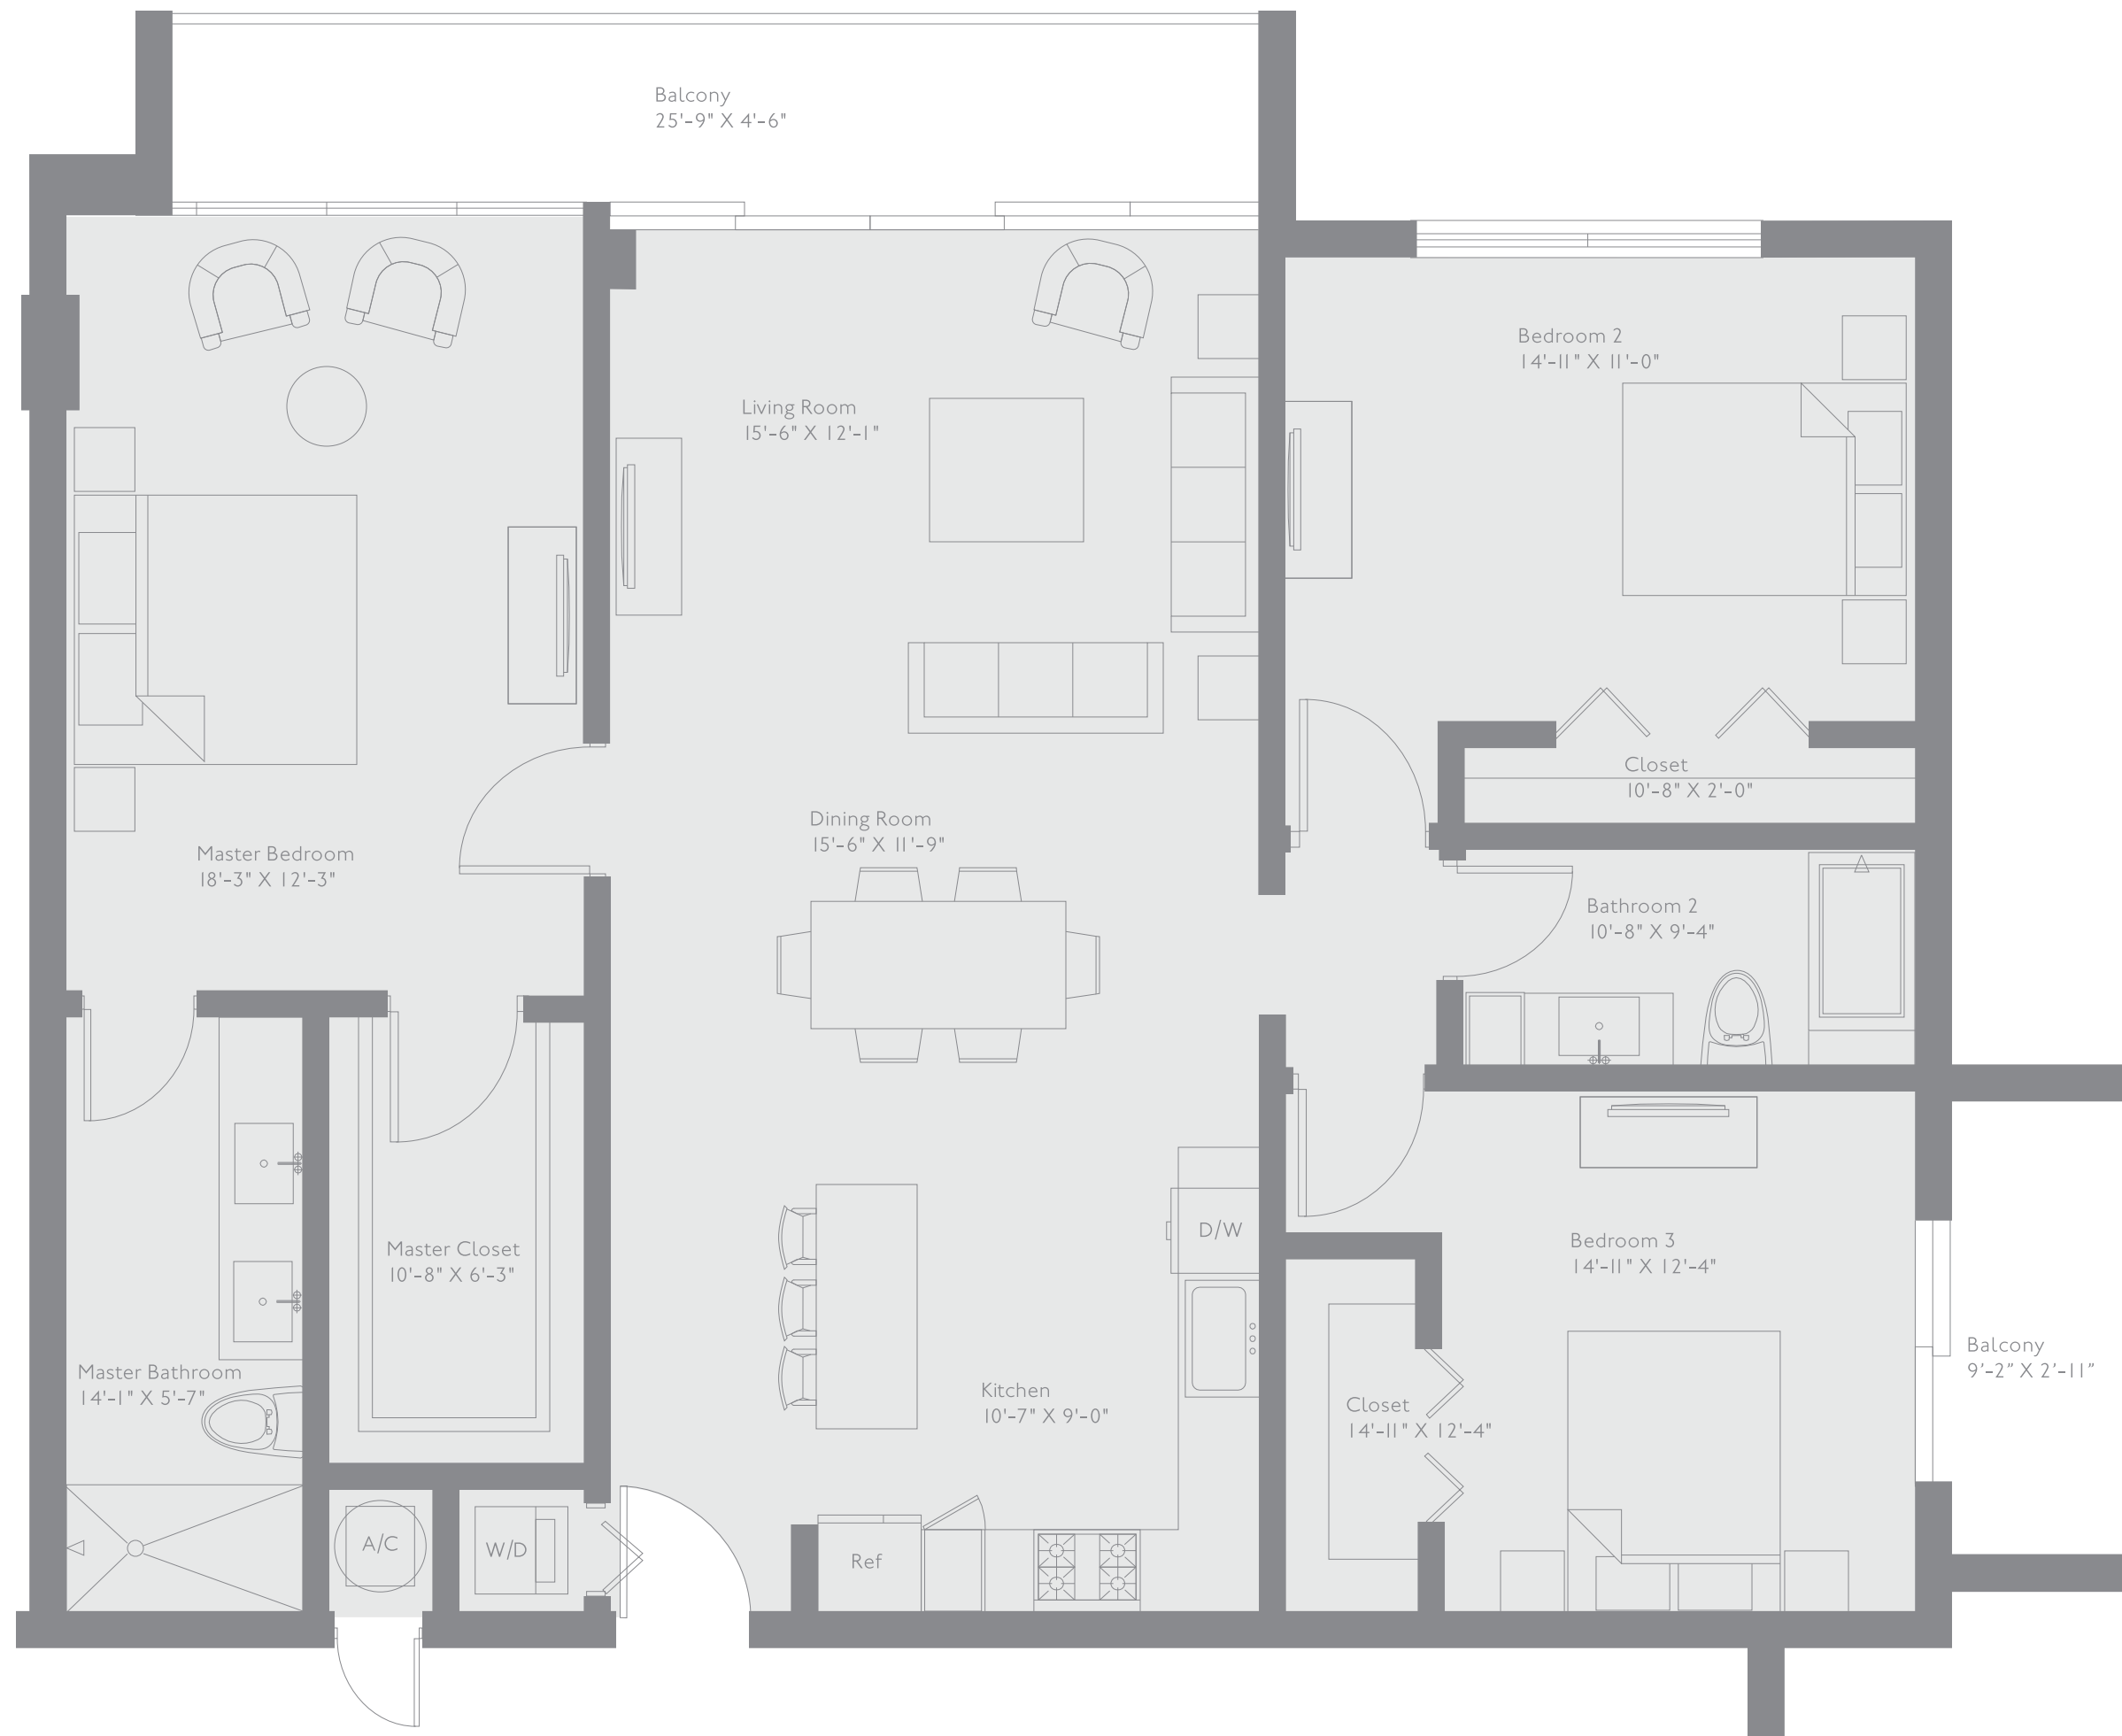 Balcony
25'-9" X 4'-6"
Bedroom 2
14'-11" X 11'-0"
Living Room
15'-6" X 12'-1"
Closet
10'-8" X 2'-0"
Dining Room
15'-6" X 11'-9"
Master Bedroom
18'-3" X 12'-3"
Bathroom 2
10'-8" X 9'-4"
D/W
Master Closet
10'-8" X 6'-3"
Bedroom 3
14'-11" X 12'-4"
Balcony
9'-2" X 2'-11"
Master Bathroom
14'-1" X 5'-7"
Kitchen
10'-7" X 9'-0"
Closet
14'-11" X 12'-4"
A/C
W/D
Ref